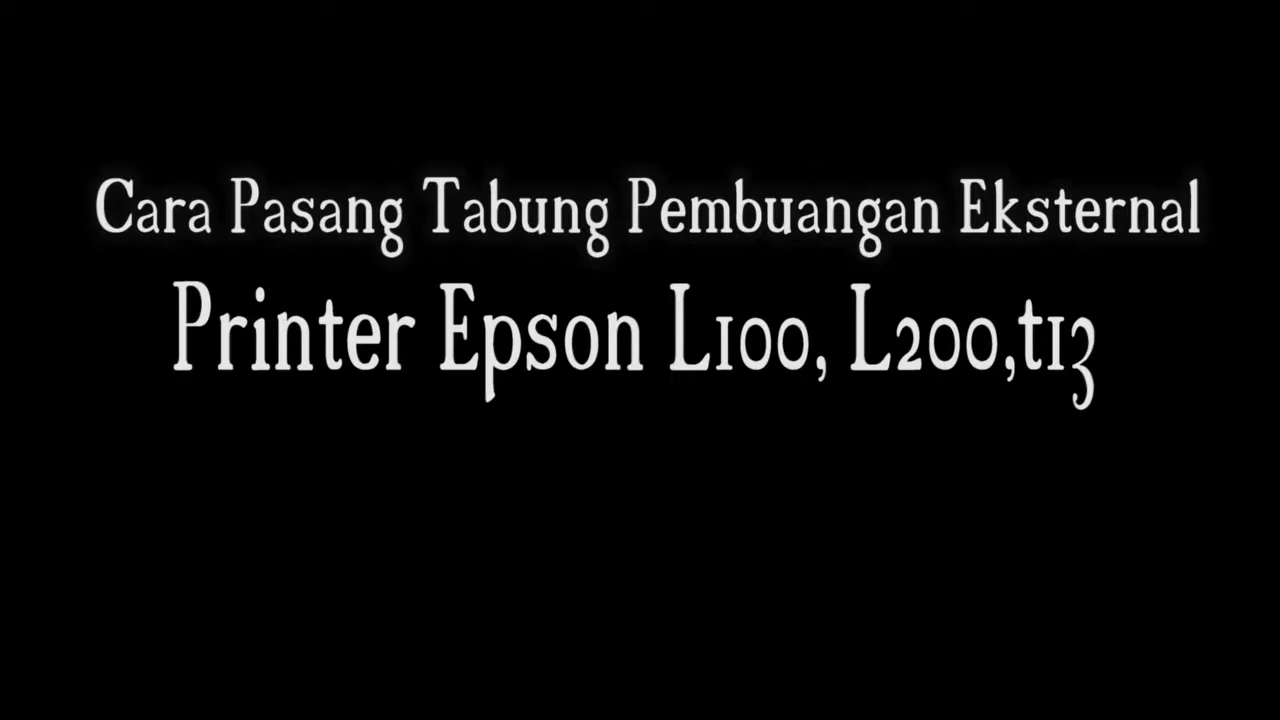 Cara Pasang Tabung Pembuangan Eksternal
Printer Epson L100, L200,t13